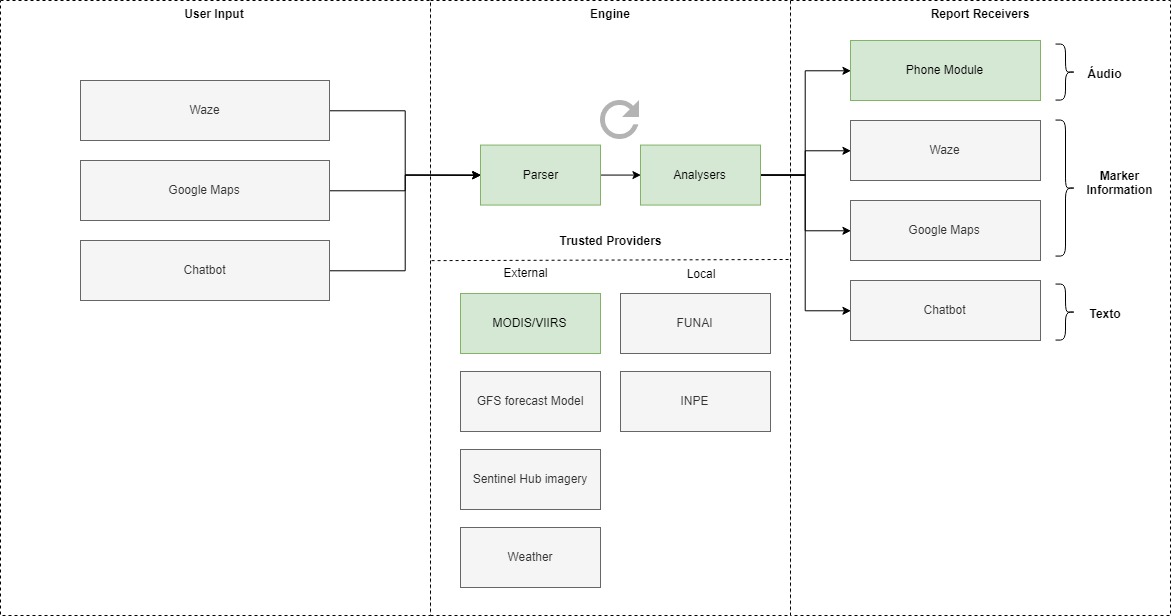 User Input
Engine
Report Receivers
Waze
Google Maps
Chatbot
Parser
Analysers
Trusted Providers
External
Local
MODIS/VIIRS
FUNAI
GFS forecast Model
INPE
Sentinel Hub imagery
Weather
Phone Module
Áudio
Waze
Google Maps
Marker
Information
Chatbot
Texto